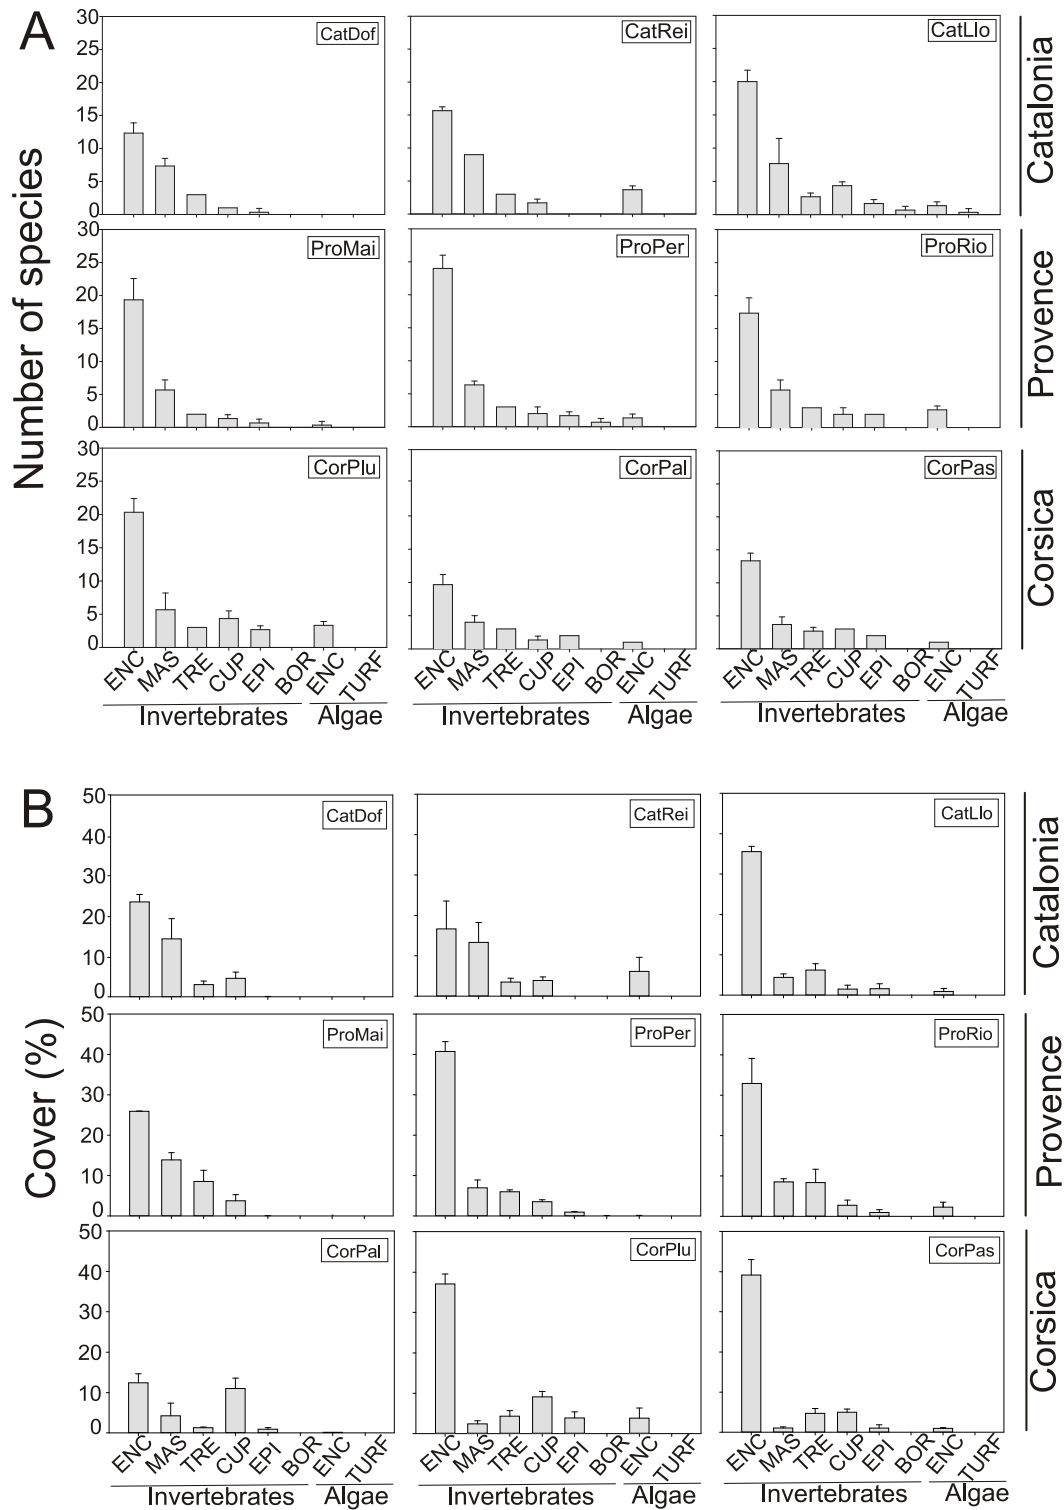 A
Number of species
30
25
20
15
10
5
0
CatDof
CatRei
CatLlo
Catalonia
30
25
20
15
10
5
0
ProMai
ProPer
ProRio
Provence
30
25
20
15
10
5
0
CorPlu
CorPal
CorPas
Corsica
ENC MAS TRE CUP EPI BOR ENC TURF
ENC MAS TRE CUP EPI BOR ENC TURF
ENC MAS TRE CUP EPI BOR ENC TURF
Invertebrates Algae
Invertebrates Algae
Invertebrates Algae
B
Cover (%)
50
40
30
20
10
0
CatDof
CatRei
CatLlo
Catalonia
50
40
30
20
10
0
ProMai
ProPer
ProRio
Provence
50
40
30
20
10
0
CorPal
CorPlu
CorPas
Corsica
ENC MAS TRE CUP EPI BOR ENC TURF
ENC MAS TRE CUP EPI BOR ENC TURF
ENC MAS TRE CUP EPI BOR ENC TURF
Invertebrates Algae
Invertebrates Algae
Invertebrates Algae